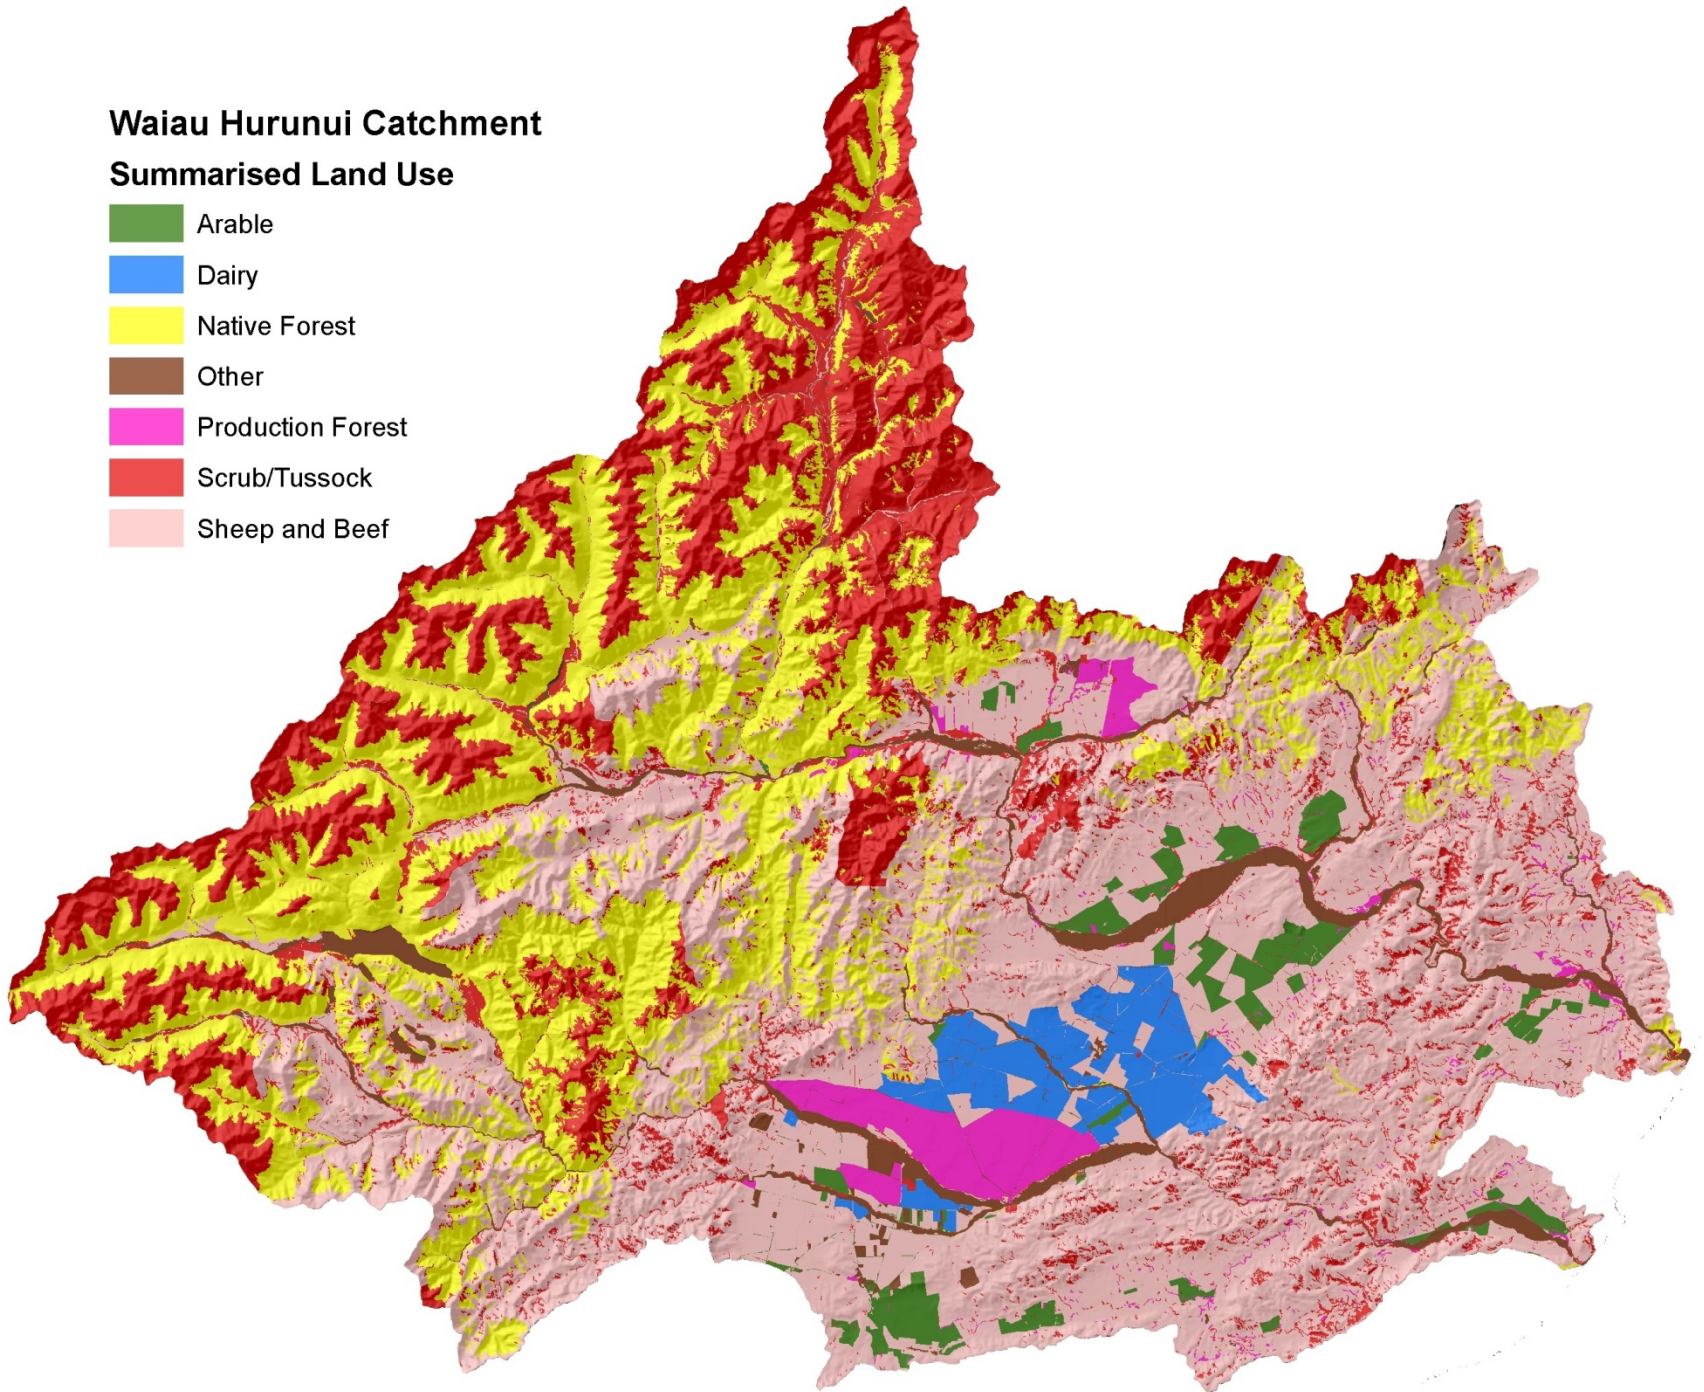 Waiau Hurunui Catchment
Summarised Land Use
Arable
Dairy
Native Forest
Other
Production Forest
Scrub/Tussock
Sheep and Beef